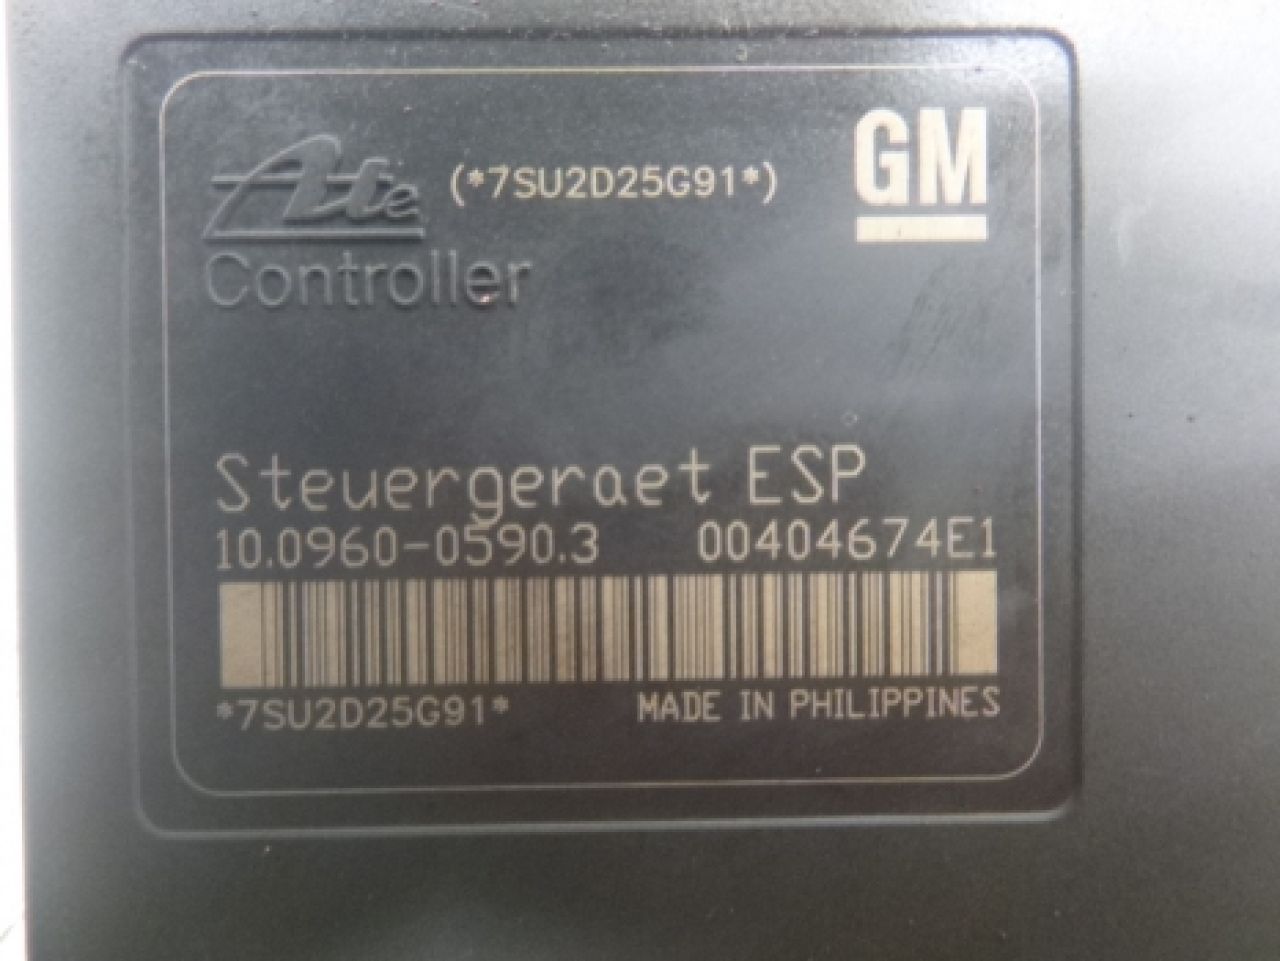 Ate (*7SU2D25G91*) GM
Controller
Steuergeraet ESP
10.0960-0590.3 00404674E1
*7SU2D25G91* MADE IN PHILIPPINES